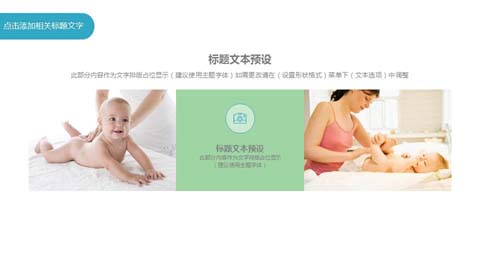 点击添加相关标题文字
标题文本预设
此部分内容作为文字排版占位显示（建议使用主题字体）如需更改请在（设置形状格式）菜单下（文本选项）中调整
标题文本预设
此部分内容作为文字排版占位显示
（建议使用主题字体）